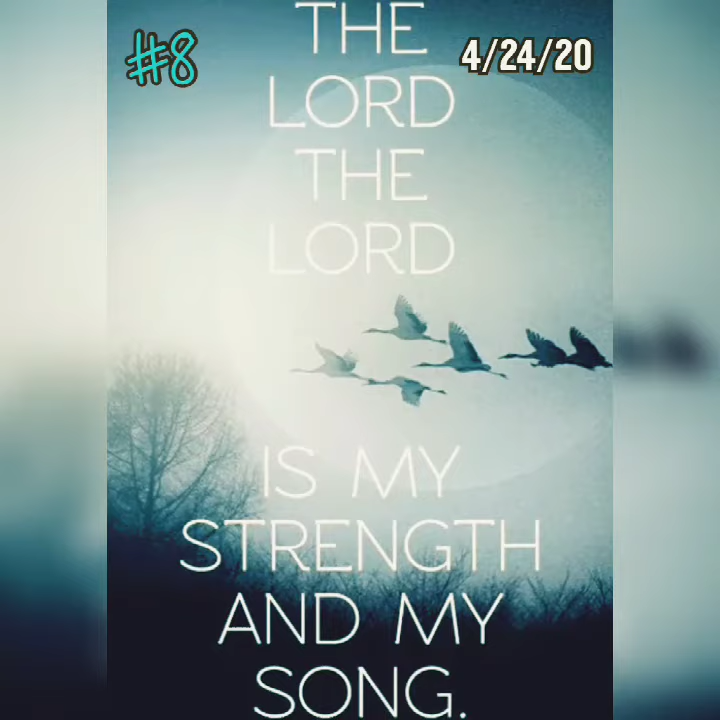 #8
4/24/20
THE
LORD
THE
LORD
IS MY
STRENGTH
AND MY
SONG.